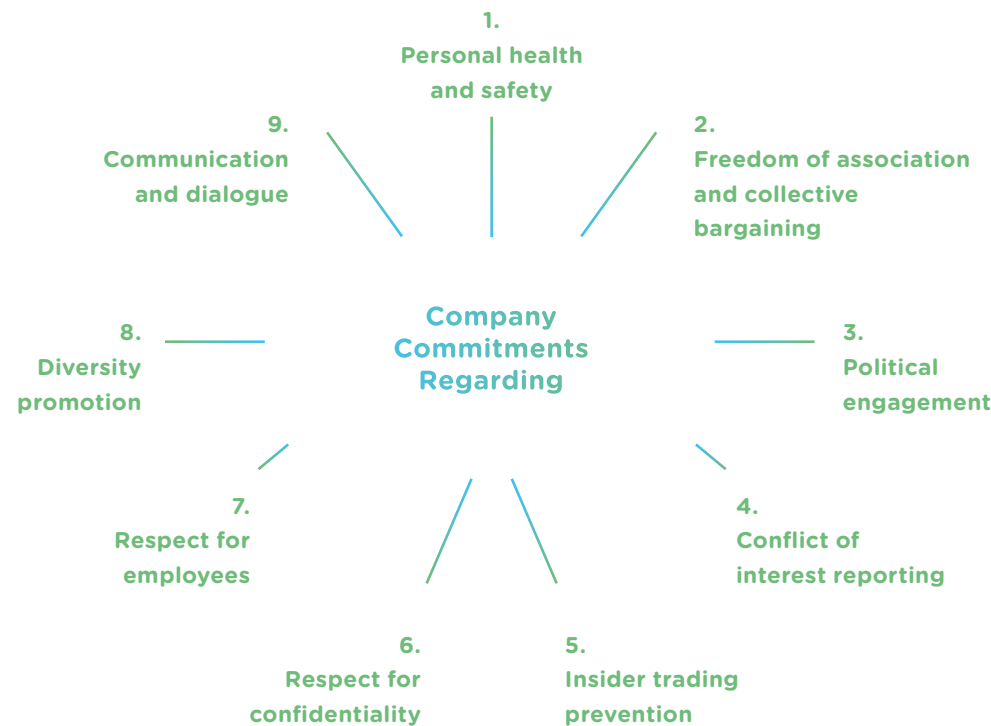 1.
Personal health
and safety
2.
Freedom of association
and collective
bargaining
3.
Political
engagement
4.
Conflict of
interest reporting
5.
Insider trading
prevention
6.
Respect for
confidentiality
7.
Respect for
employees
8.
Diversity
promotion
9.
Communication
and dialogue
Company
Commitments
Regarding